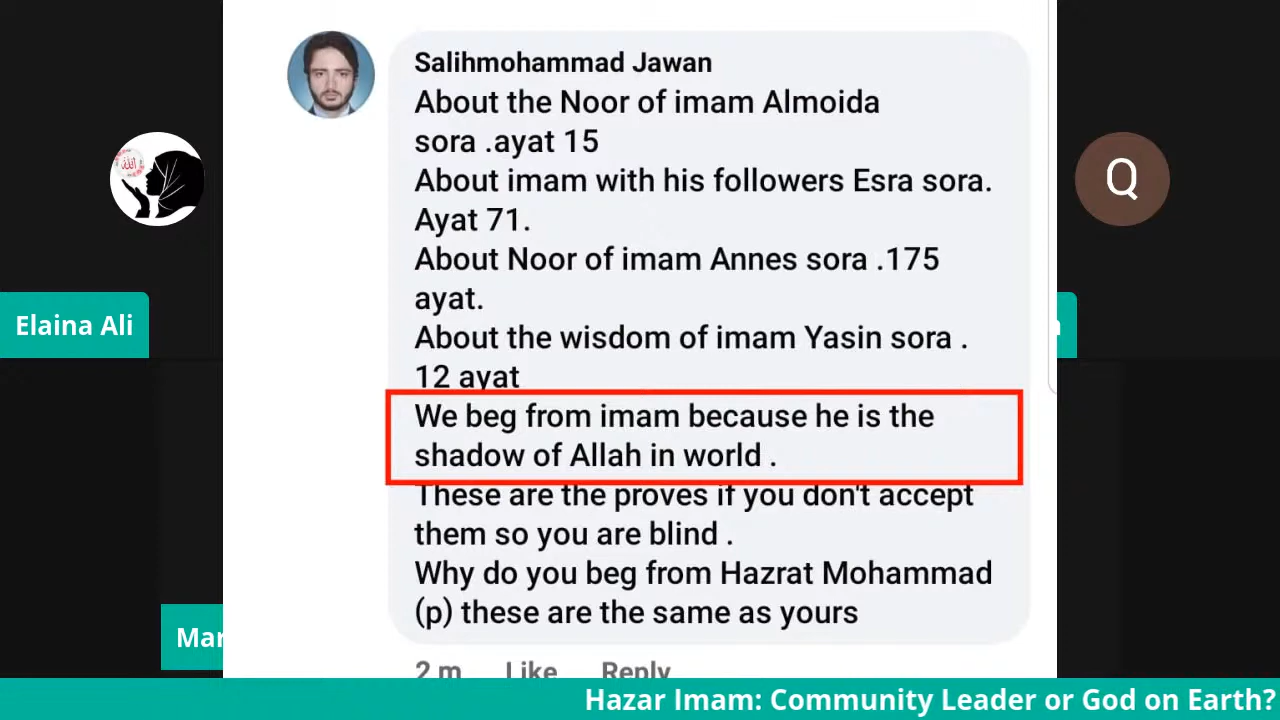 Salihmohammad Jawan
About the Noor of imam Almoida
sora .ayat 15
About imam with his followers Esra sora.
Ayat 71.
About Noor of imam Annes sora .175
ayat.
About the wisdom of imam Yasin sora .
12 ayat
We beg from imam because he is the
shadow of Allah in world .
These are the proves if you don't accept
them so you are blind .
Why do you beg from Hazrat Mohammad
(p) these are the same as yours
2 m Like Reply
الله
Elaina Ali
Q
Mar
Hazar Imam: Community Leader or God on Earth?